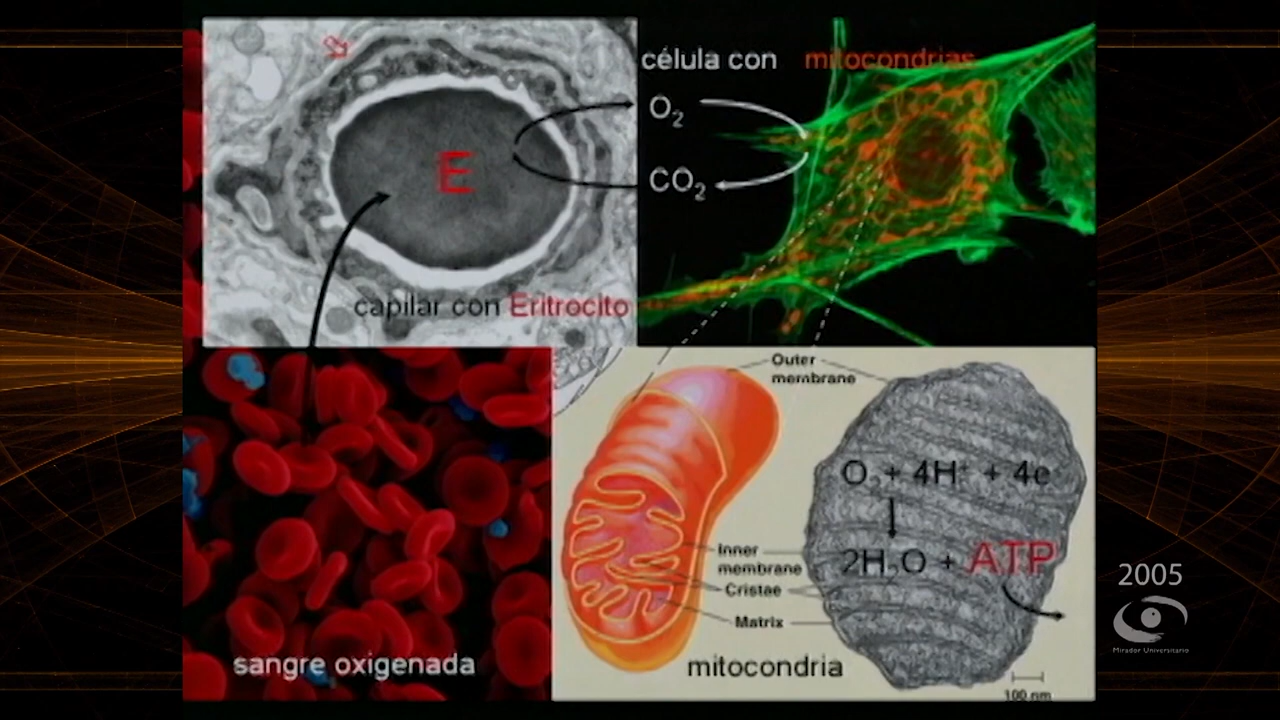 célula con mitocondrias
O₂
E
CO₂
capilar con Eritrocito
Outer
membrane
O₂ + 4H⁺ + 4e
2H₂O + ATP
Inner
membrane
Cristae
Matrix
sangre oxigenada
mitocondria
100 nm
2005
Mirador Universitario